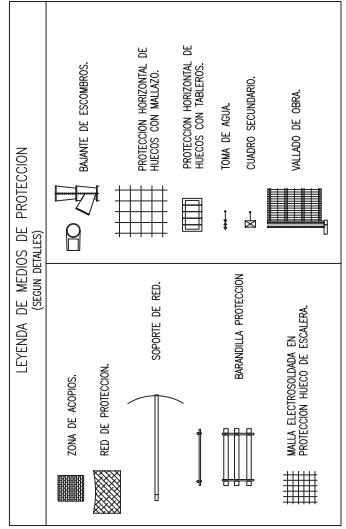 LEYENDA DE MEDIOS DE PROTECCION
(SEGUN DETALLES)
ZONA DE ACOPIOS.
RED DE PROTECCION.
SOPORTE DE RED.
BARANDILLA PROTECCION
MALLA ELECTROSOLDADA EN
PROTECCION HUECO DE ESCALERA.
BAJANTE DE ESCOMBROS.
PROTECCION HORIZONTAL DE
HUECOS CON MALLAZO.
PROTECCION HORIZONTAL DE
HUECOS CON TABLEROS.
TOMA DE AGUA.
CUADRO SECUNDARIO.
VALLADO DE OBRA.